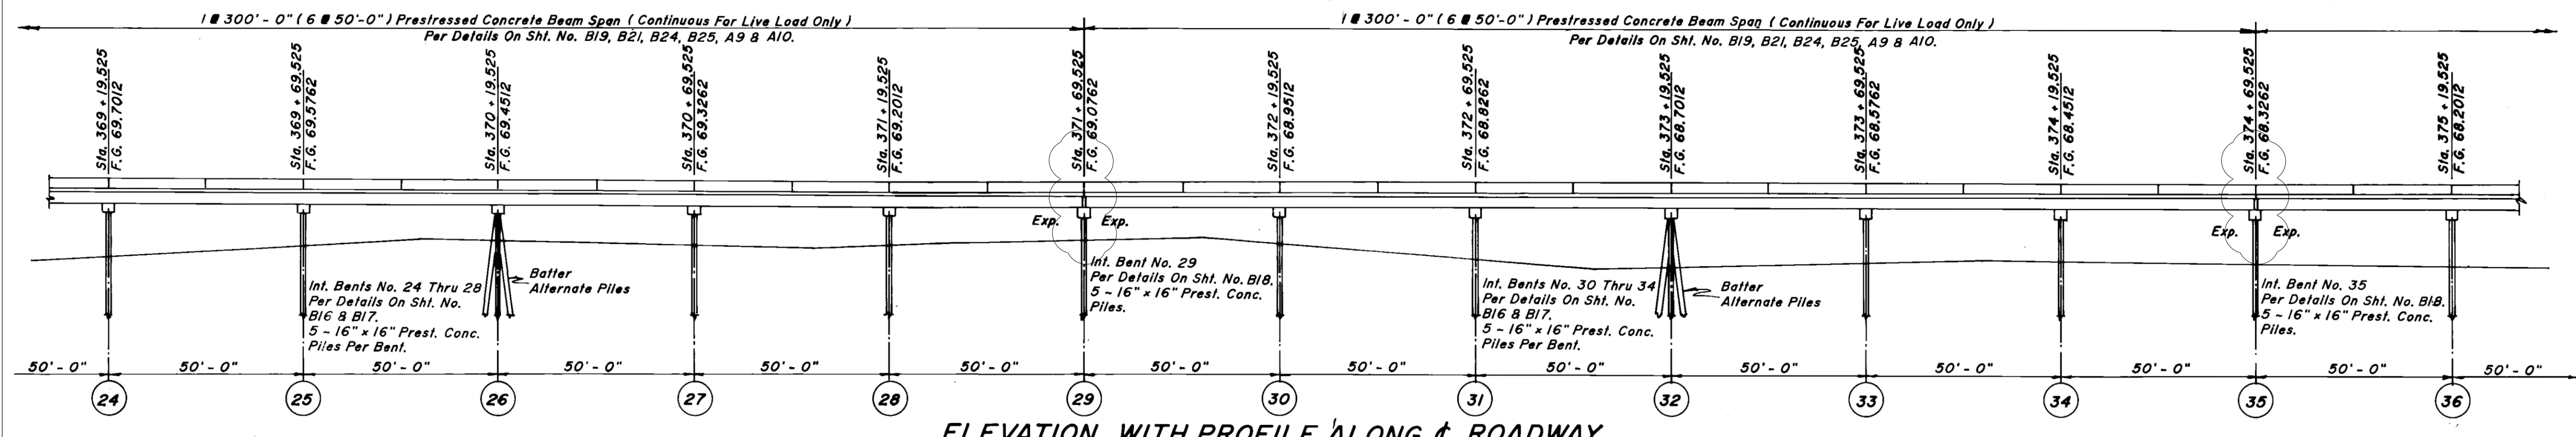 1 @ 300'-0" (6 @ 50'-0") Prestressed Concrete Beam Span (Continuous For Live Load Only)
Per Details On Sht. No. B19, B21, B24, B25, A9 & A10.
1 @ 300'-0" (6 @ 50'-0") Prestressed Concrete Beam Span (Continuous For Live Load Only)
Per Details On Sht. No. B19, B21, B24, B25, A9 & A10.
Sta. 369 + 19.525
F.G. 69.7012
Sta. 369 + 69.525
F.G. 69.5762
Sta. 370 + 19.525
F.G. 69.4512
Sta. 370 + 69.525
F.G. 69.3262
Sta. 371 + 19.525
F.G. 69.2012
Sta. 371 + 69.525
F.G. 69.0762
Sta. 372 + 19.525
F.G. 68.9512
Sta. 372 + 69.525
F.G. 68.8262
Sta. 373 + 19.525
F.G. 68.7012
Sta. 373 + 69.525
F.G. 68.5762
Sta. 374 + 19.525
F.G. 68.4512
Sta. 374 + 69.525
F.G. 68.3262
Sta. 375 + 19.525
F.G. 68.2012
Exp.
Exp.
Exp.
Exp.
Int. Bents No. 24 Thru 28
Per Details On Sht. No.
B16 & B17.
5 ~ 16" x 16" Prest. Conc.
Piles Per Bent.
Batter
Alternate Piles
Int. Bent No. 29
Per Details On Sht. No. B18.
5 ~ 16" x 16" Prest. Conc.
Piles.
Int. Bents No. 30 Thru 34
Per Details On Sht. No.
B16 & B17.
5 ~ 16" x 16" Prest. Conc.
Piles Per Bent.
Batter
Alternate Piles
Int. Bent No. 35
Per Details On Sht. No. B18.
5 ~ 16" x 16" Prest. Conc.
Piles.
50'-0" 50'-0" 50'-0" 50'-0" 50'-0" 50'-0" 50'-0" 50'-0" 50'-0" 50'-0" 50'-0" 50'-0" 50'-0" 50'-0"
24 25 26 27 28 29 30 31 32 33 34 35 36
ELEVATION WITH PROFILE ALONG ℄ ROADWAY